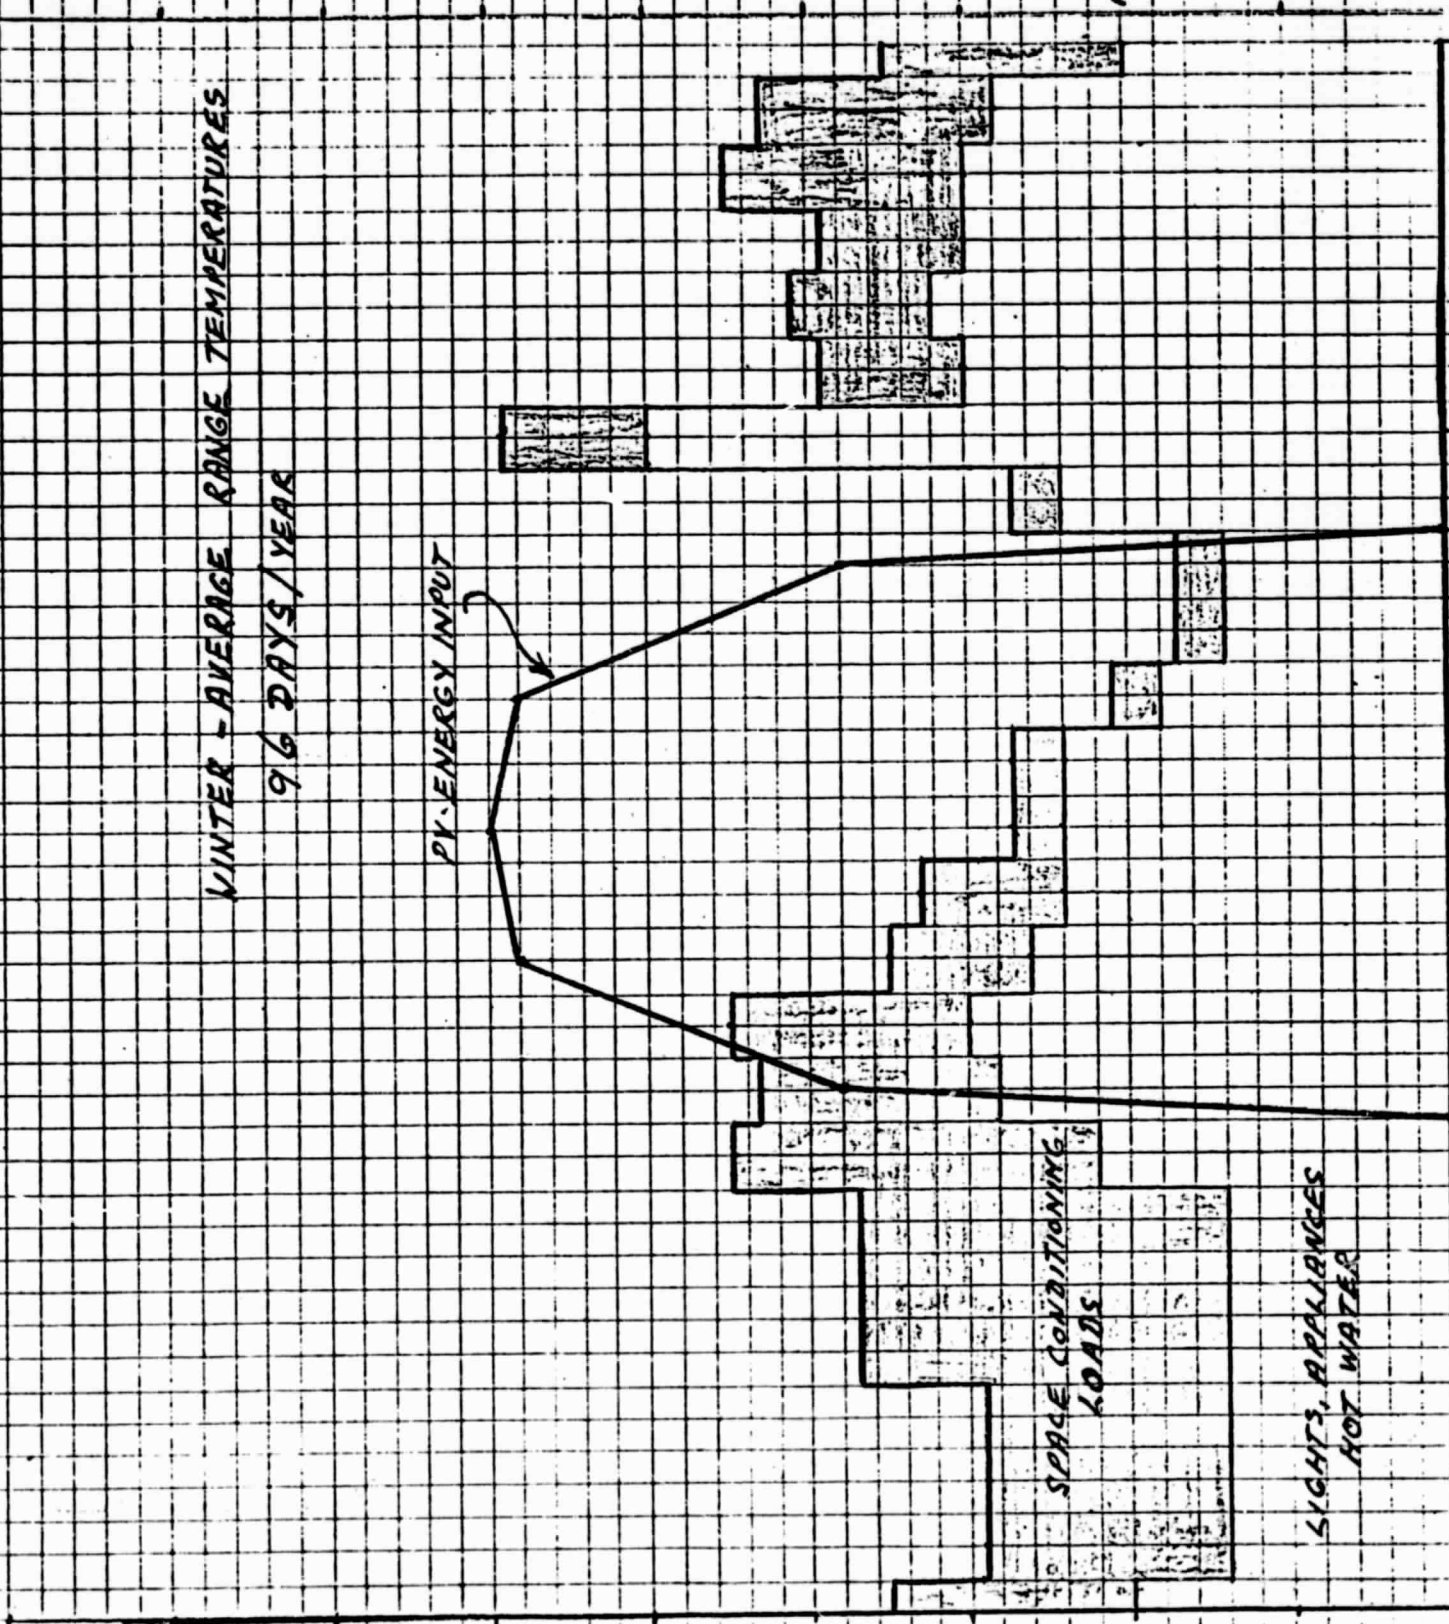 WINTER - AVERAGE RANGE TEMPERATURES
96 DAYS/YEAR
PV-ENERGY INPUT
SPACE CONDITIONING
LOADS
LIGHTS, APPLIANCES
HOT WATER